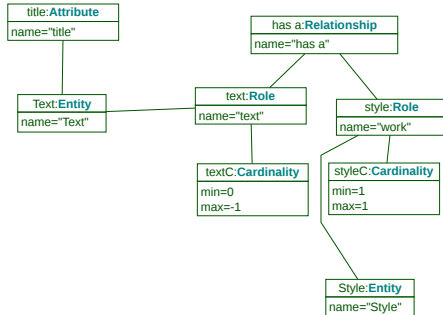 title:Attribute
name="title"
has a:Relationship
name="has a"
Text:Entity
name="Text"
text:Role
name="text"
style:Role
name="work"
textC:Cardinality
min=0
max=-1
styleC:Cardinality
min=1
max=1
Style:Entity
name="Style"